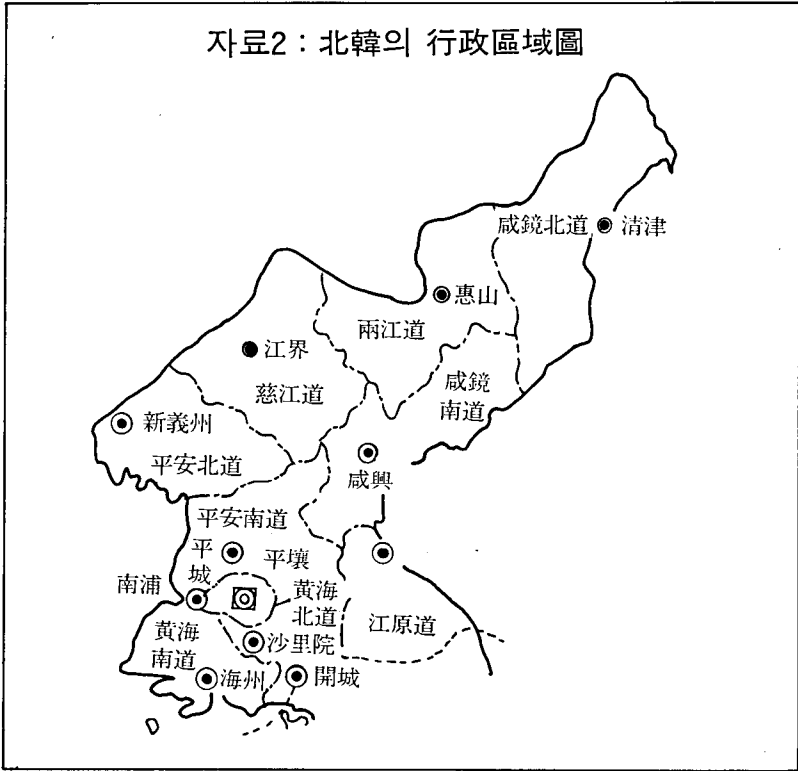 자료2 : 北韓의 行政區域圖
咸鏡北道
清津
惠山
兩江道
江界
慈江道
咸鏡
南道
新義州
平安北道
咸興
平安南道
平
城
平壤
南浦
黃海
北道
江原道
黃海
南道
沙里院
海州
開城